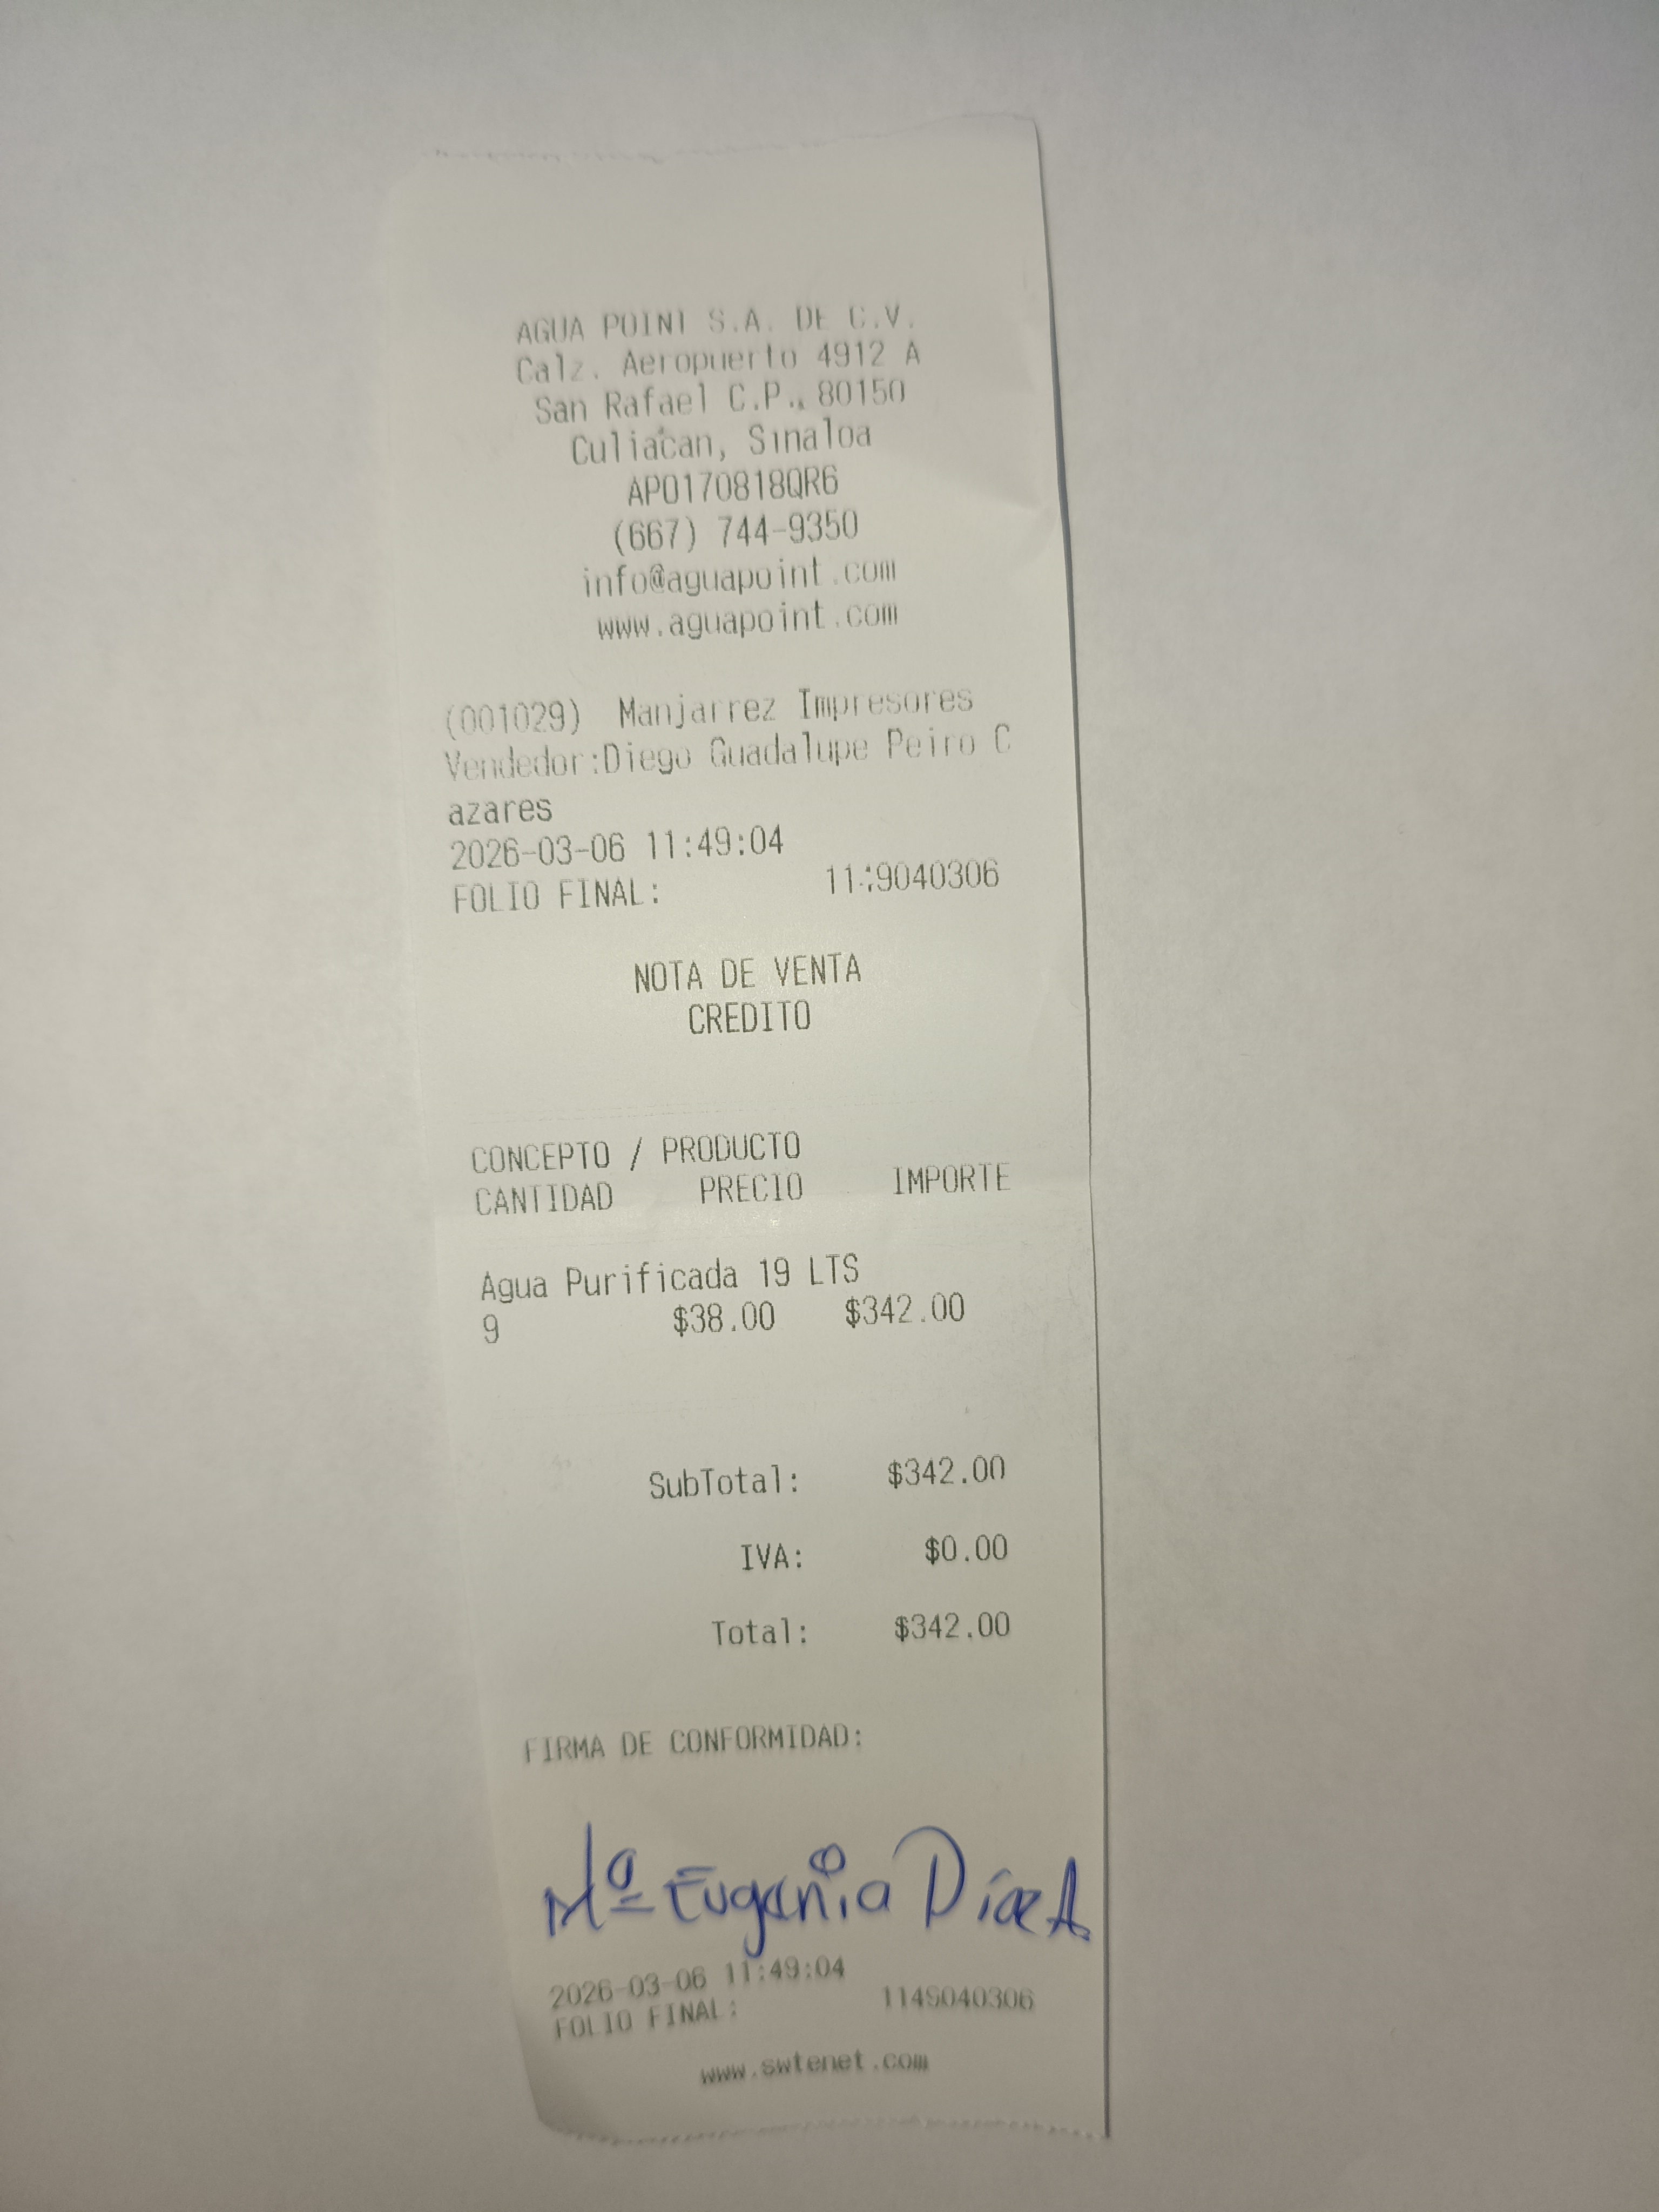 AGUA POINT S.A. DE C.V.
Calz. Aeropuerto 4912 A
San Rafael C.P., 80150
Culiacan, Sinaloa
APO170818QR6
(667) 744-9350
info@aguapoint.com
www.aguapoint.com
(001029) Manjarrez Impresores
Vendedor:Diego Guadalupe Peiro C
azares
2026-03-06 11:49:04
FOLIO FINAL: 1149040306
NOTA DE VENTA
CREDITO
CONCEPTO / PRODUCTO
CANTIDAD PRECIO IMPORTE
Agua Purificada 19 LTS
9 $38.00 $342.00
SubTotal: $342.00
IVA: $0.00
Total: $342.00
FIRMA DE CONFORMIDAD:
Mª Eugenia Díaz A
2026-03-06 11:49:04
FOLIO FINAL: 1149040306
www.swtenet.com